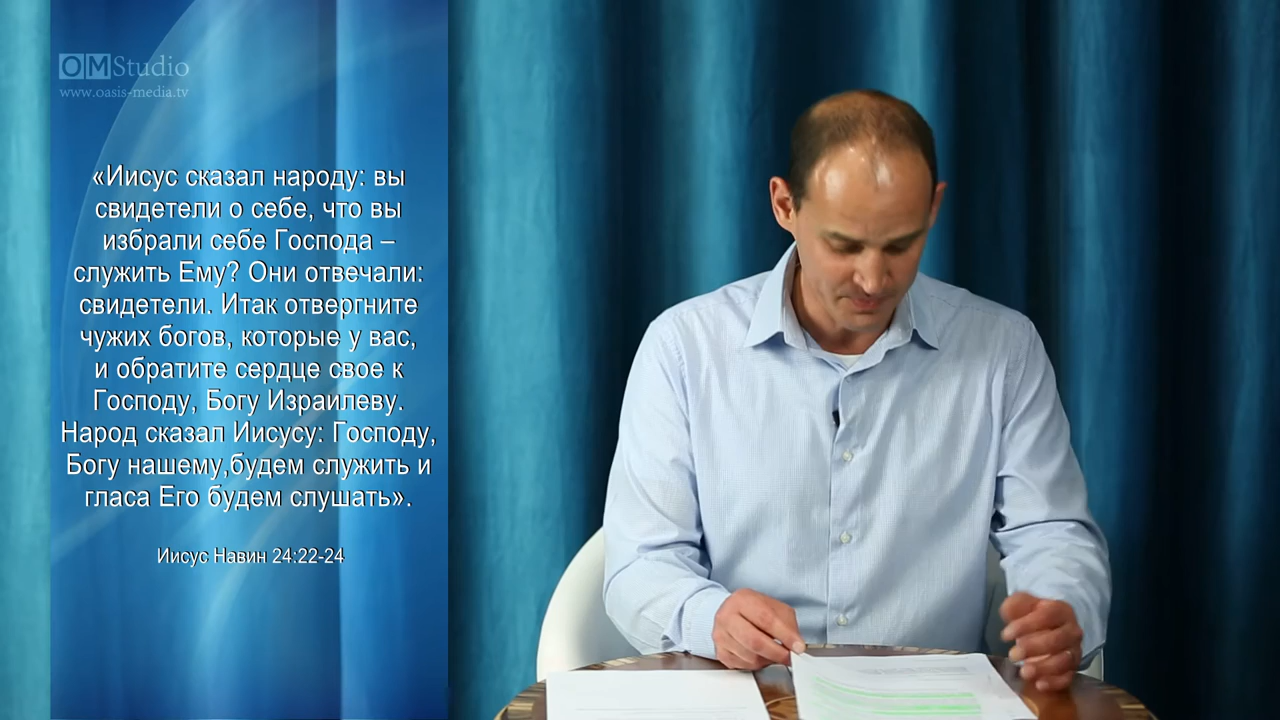 OMStudio
www.oasis-media.tv
«Иисус сказал народу: вы
свидетели о себе, что вы
избрали себе Господа –
служить Ему? Они отвечали:
свидетели. Итак отвергните
чужих богов, которые у вас,
и обратите сердце свое к
Господу, Богу Израилеву.
Народ сказал Иисусу: Господу,
Богу нашему,будем служить и
гласа Его будем слушать».
Иисус Навин 24:22-24